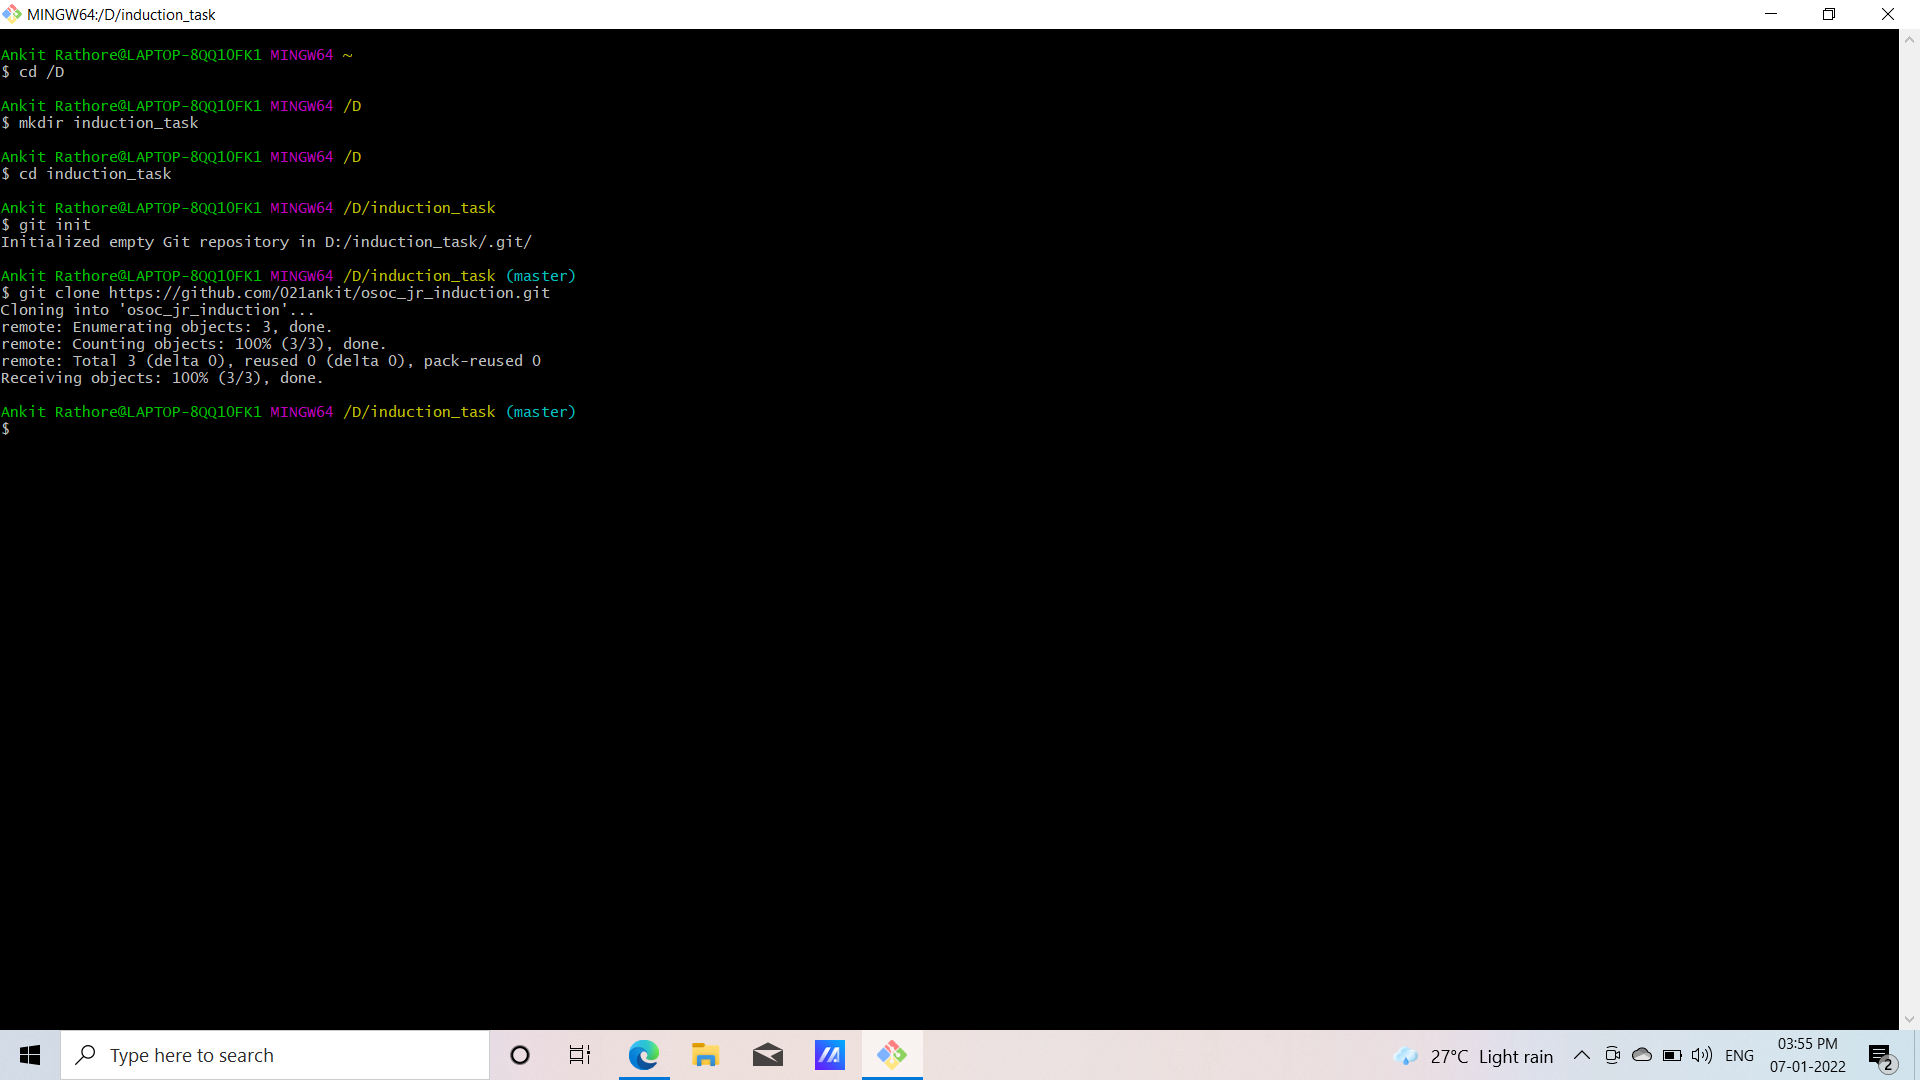 MINGW64:/D/induction_task
Ankit Rathore@LAPTOP-8QQ10FK1 MINGW64 ~
$ cd /D
Ankit Rathore@LAPTOP-8QQ10FK1 MINGW64 /D
$ mkdir induction_task
Ankit Rathore@LAPTOP-8QQ10FK1 MINGW64 /D
$ cd induction_task
Ankit Rathore@LAPTOP-8QQ10FK1 MINGW64 /D/induction_task
$ git init
Initialized empty Git repository in D:/induction_task/.git/
Ankit Rathore@LAPTOP-8QQ10FK1 MINGW64 /D/induction_task (master)
$ git clone https://github.com/021ankit/osoc_jr_induction.git
Cloning into 'osoc_jr_induction'...
remote: Enumerating objects: 3, done.
remote: Counting objects: 100% (3/3), done.
remote: Total 3 (delta 0), reused 0 (delta 0), pack-reused 0
Receiving objects: 100% (3/3), done.
Ankit Rathore@LAPTOP-8QQ10FK1 MINGW64 /D/induction_task (master)
$
Type here to search
27°C Light rain
ENG
03:55 PM
07-01-2022
2